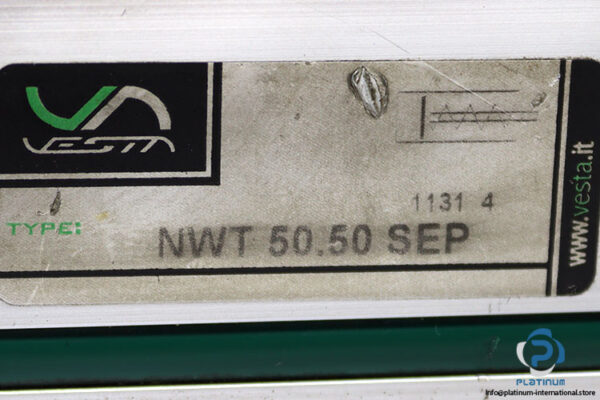 VESTA
1131 4
TYPE:
NWT 50.50 SEP
www.vesta.it
PLATINUM
info@platinum-international.store